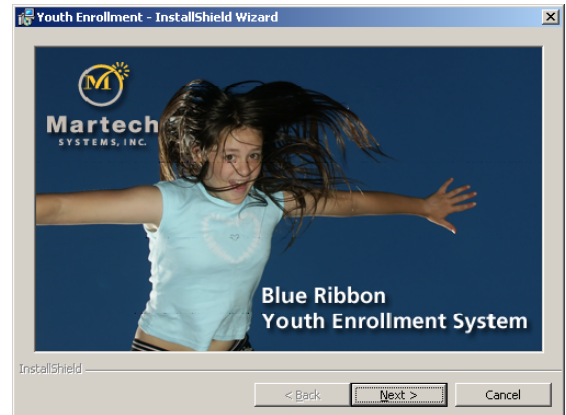 Youth Enrollment - InstallShield Wizard
M
Martech
SYSTEMS, INC.
Blue Ribbon
Youth Enrollment System
InstallShield
< Back
Next >
Cancel